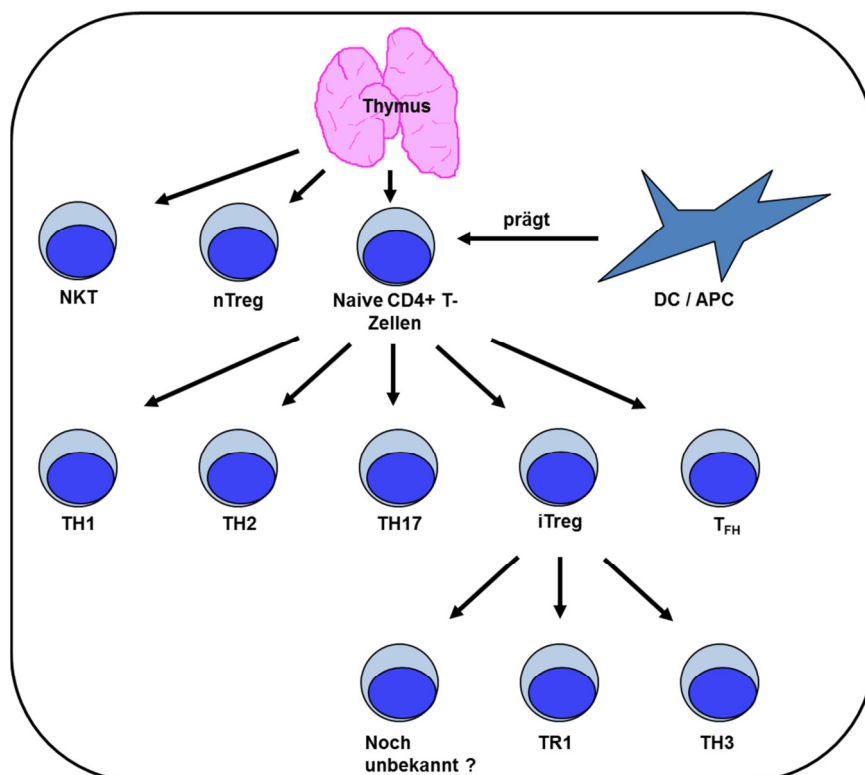 Thymus
prägt
NKT
nTreg
Naive CD4+ T-
Zellen
DC / APC
TH1
TH2
TH17
iTreg
TFH
Noch
unbekannt ?
TR1
TH3